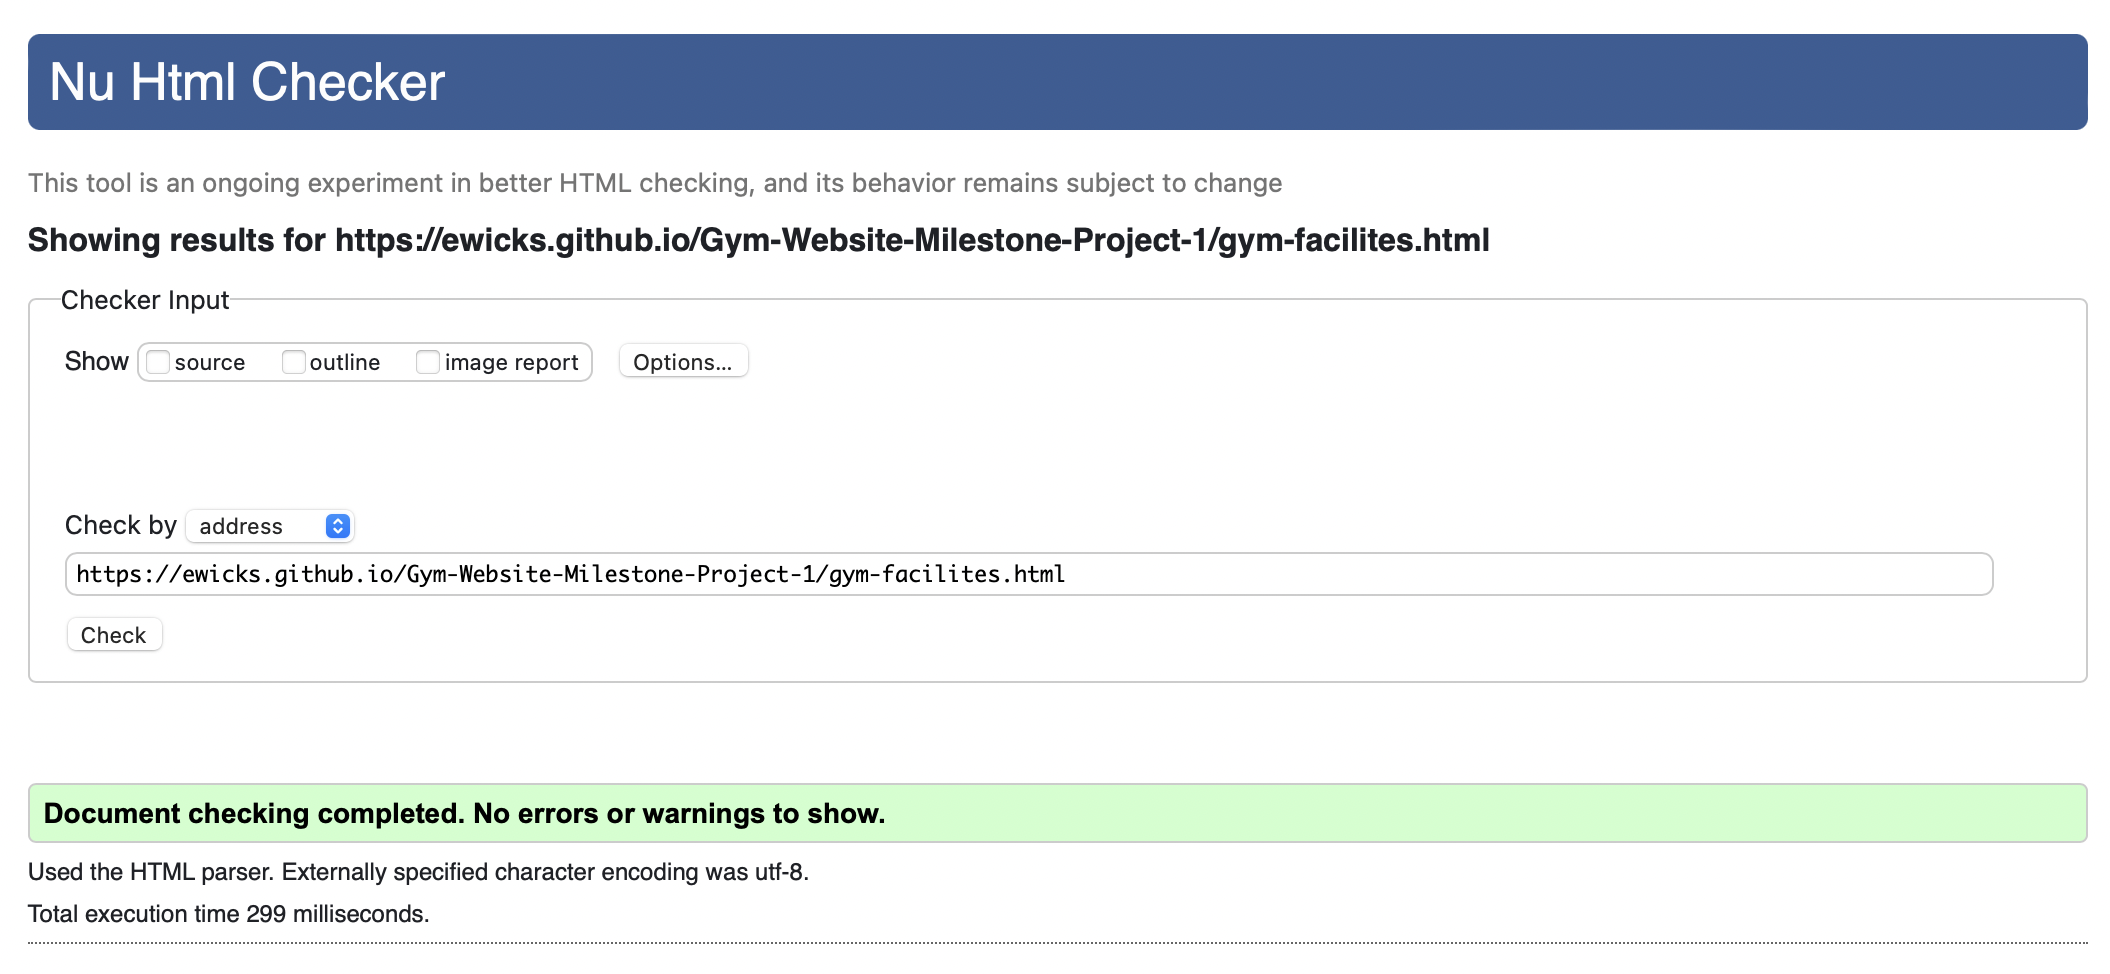 Nu Html Checker
This tool is an ongoing experiment in better HTML checking, and its behavior remains subject to change
Showing results for https://ewicks.github.io/Gym-Website-Milestone-Project-1/gym-facilites.html
Checker Input
Show source outline image report Options...
Check by address
https://ewicks.github.io/Gym-Website-Milestone-Project-1/gym-facilites.html
Check
Document checking completed. No errors or warnings to show.
Used the HTML parser. Externally specified character encoding was utf-8.
Total execution time 299 milliseconds.